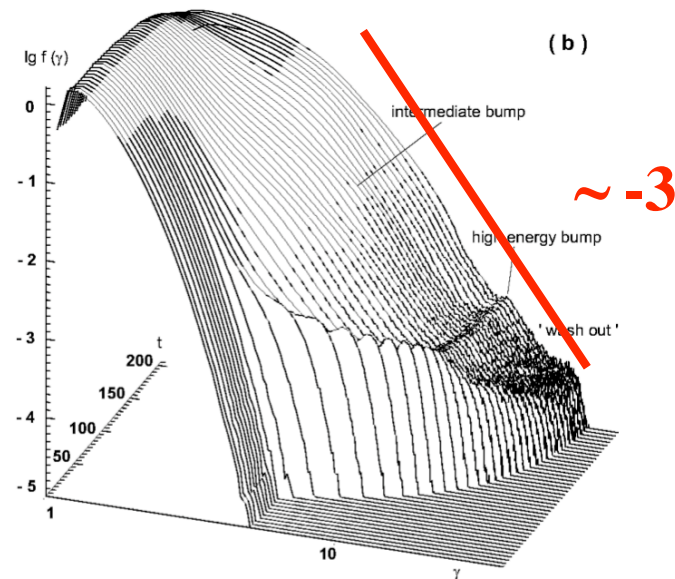 ( b )
lg f (γ)
0
intermediate bump
- 1
~ -3
- 2
high energy bump
- 3
' wash out '
200
t
150
- 4
100
50
- 5
1
10
γ